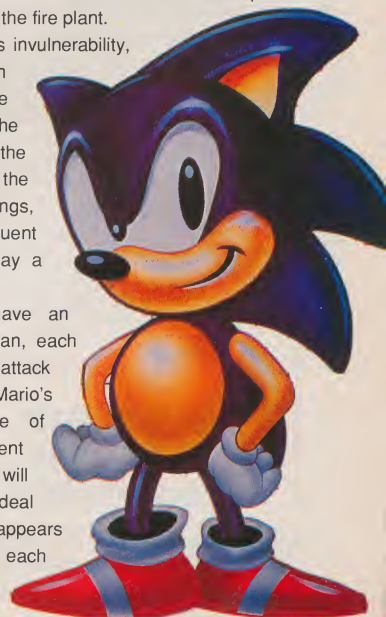 the fire plant.
s invulnerability,
n
e
he
the
the
ngs,
uent
ay a
ave an
an, each
attack
Mario's
e of
ent
will
deal
appears
each